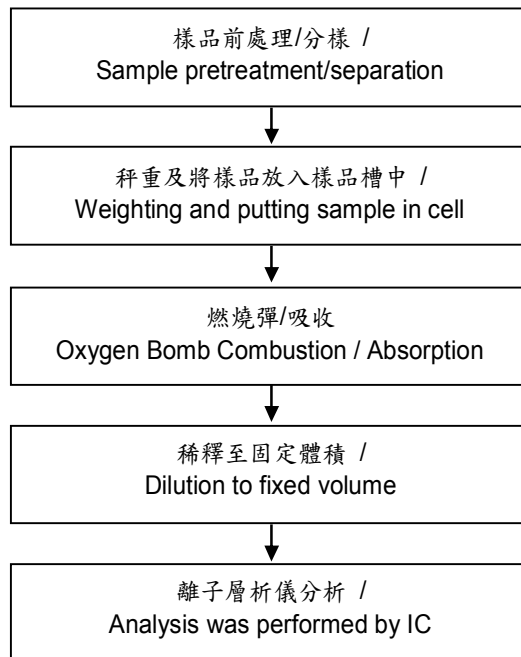 樣品前處理/分樣 /
Sample pretreatment/separation
秤重及將樣品放入樣品槽中 /
Weighting and putting sample in cell
燃燒彈/吸收
Oxygen Bomb Combustion / Absorption
稀釋至固定體積 /
Dilution to fixed volume
離子層析儀分析 /
Analysis was performed by IC